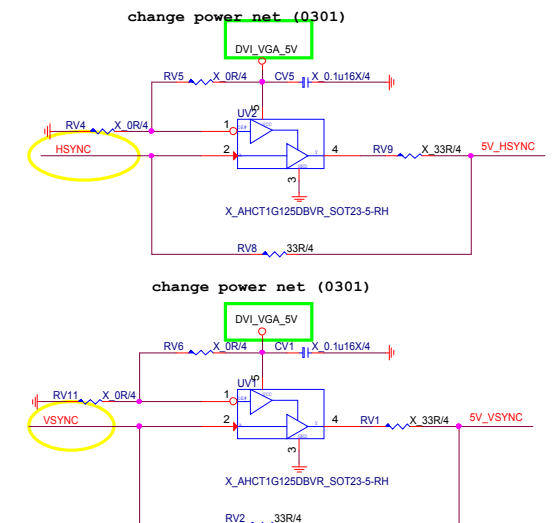 change power net (0301)
DVI_VGA_5V
RV5 X_0R/4 CV5 X_0.1u16X/4
UV2 5
RV4 X_0R/4 1
HSYNC 2 4 RV9 X_33R/4 5V_HSYNC
3
X_AHCT1G125DBVR_SOT23-5-RH
RV8 33R/4
change power net (0301)
DVI_VGA_5V
RV6 X_0R/4 CV1 X_0.1u16X/4
UV1 5
RV11 X_0R/4 1
VSYNC 2 4 RV1 X_33R/4 5V_VSYNC
3
X_AHCT1G125DBVR_SOT23-5-RH
RV2 33R/4